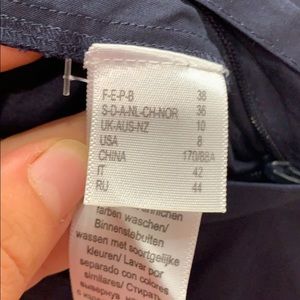 F-E-P-B 38
S-D-A-NL-CH-NOR 36
UK-AUS-NZ 10
USA 8
CHINA 170/88A
IT 42
RU 44
farben waschen/
Binnenstebuiten
wassen met soortgelijke
kleuren/ Lavar por
separado con colores
similares/ Стирать